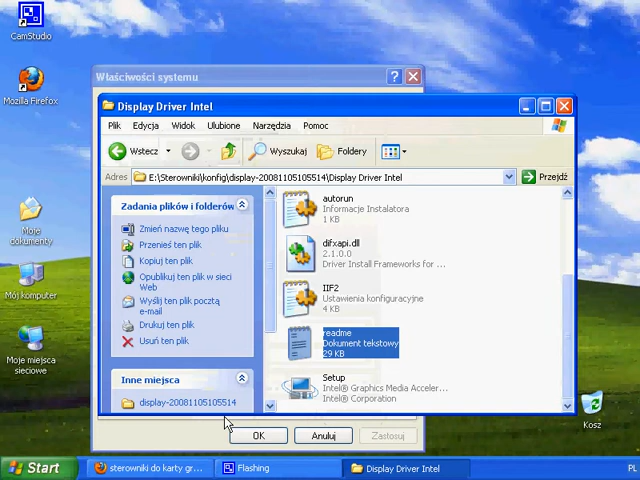 CamStudio
Mozilla Firefox
Moje
dokumenty
Mój komputer
Moje miejsca
sieciowe
Kosz
Właściwości systemu
Display Driver Intel
Plik Edycja Widok Ulubione Narzędzia Pomoc
Wstecz Wyszukaj Foldery
Adres E:\Sterowniki\konfig\display-20081105105514\Display Driver Intel Przejdź
Zadania plików i folderów
Zmień nazwę tego pliku
Przenieś ten plik
Kopiuj ten plik
Opublikuj ten plik w sieci
Web
Wyślij ten plik pocztą
e-mail
Drukuj ten plik
Usuń ten plik
Inne miejsca
display-20081105105514
autorun
Informacje Instalatora
1 KB
difxapi.dll
2.1.0.0
Driver Install Frameworks for ...
IIF2
Ustawienia konfiguracyjne
4 KB
readme
Dokument tekstowy
29 KB
Setup
Intel® Graphics Media Acceler...
Intel® Corporation
OK Anuluj Zastosuj
Start sterowniki do karty gr... Flashing Display Driver Intel PL